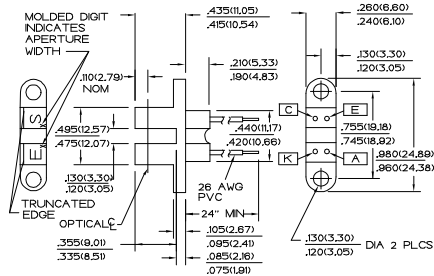 MOLDED DIGIT
INDICATES
APERTURE
WIDTH
.435(11,05)
.415(10,54)
.260(6,60)
.240(6,10)
.110(2,79)
NOM
.210(5,33)
.190(4,83)
.130(3,30)
.120(3,05)
S
E
C
E
K
A
.495(12,57)
.475(12,07)
.440(11,17)
.420(10,66)
.755(19,18)
.745(18,92)
.980(24,89)
.960(24,38)
.130(3,30)
.120(3,05)
TRUNCATED
EDGE
OPTICAL ℄
26 AWG
PVC
24" MIN
.355(9,01)
.335(8,51)
.105(2,67)
.095(2,41)
.085(2,16)
.075(1,91)
.130(3,30)
.120(3,05)
DIA 2 PLCS